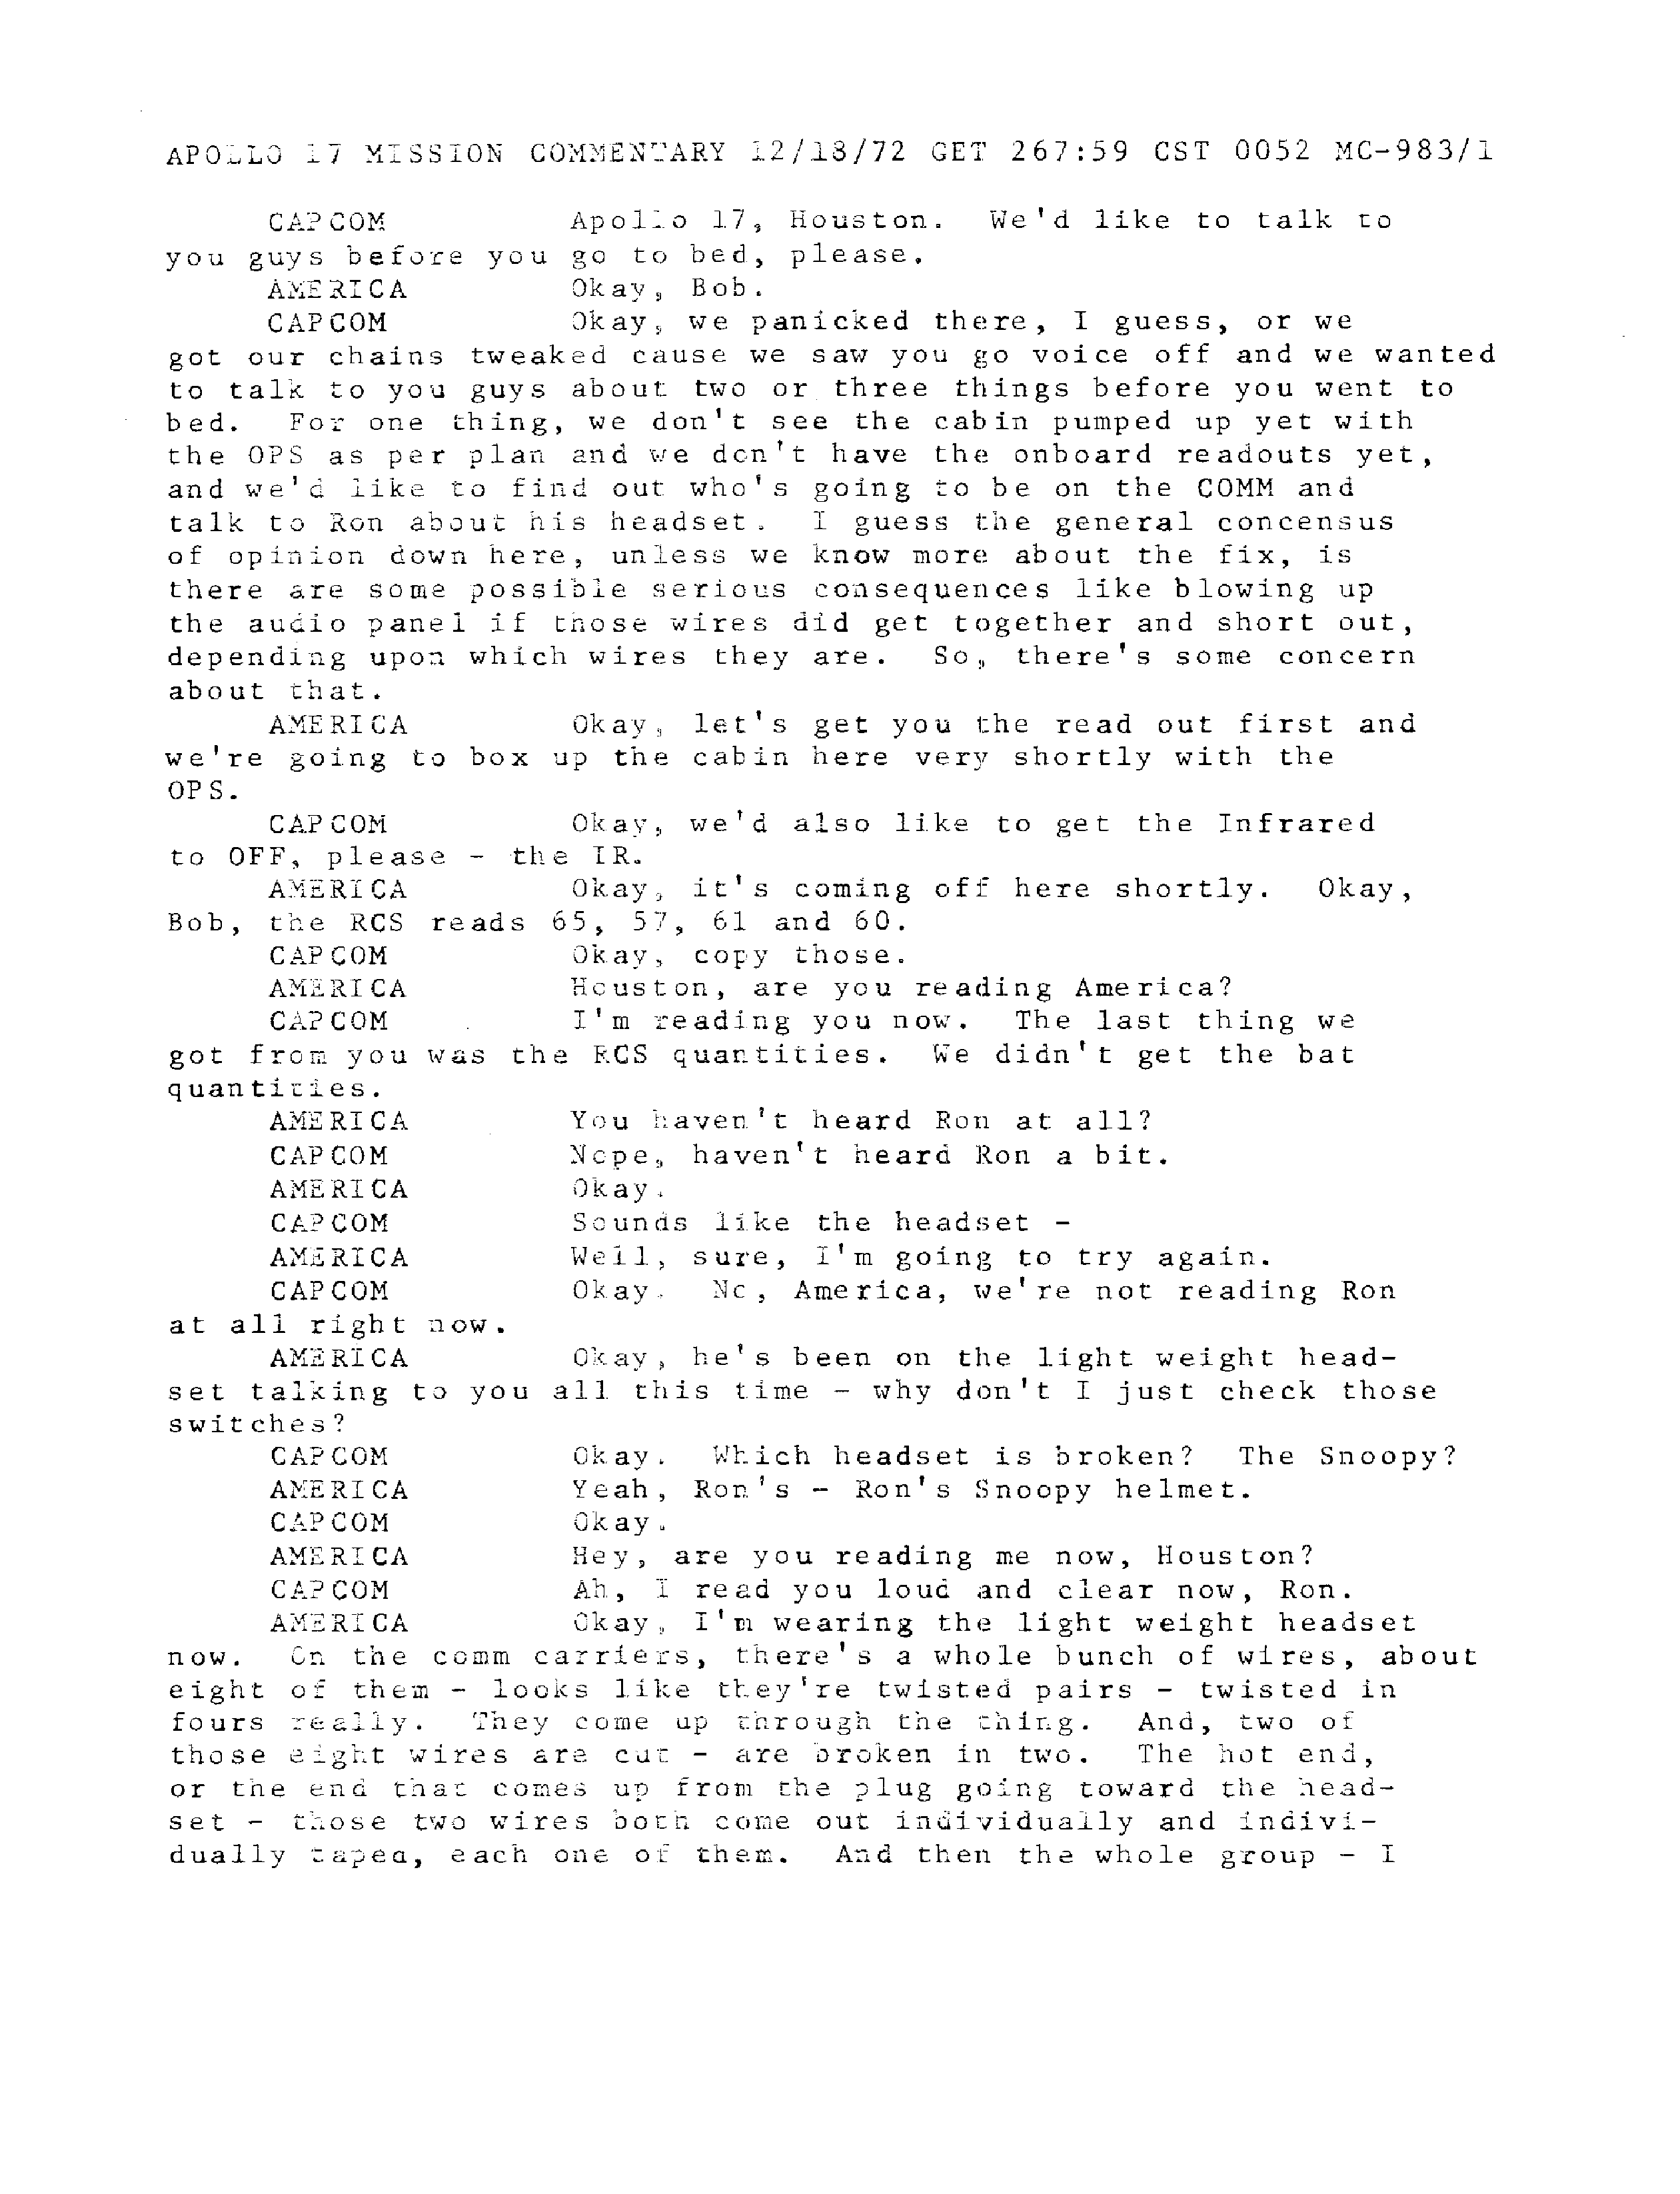 APOLLO 17 MISSION COMMENTARY 12/18/72 GET 267:59 CST 0052 MC-983/1
CAPCOM Apollo 17, Houston. We'd like to talk to
you guys before you go to bed, please.
AMERICA Okay, Bob.
CAPCOM Okay, we panicked there, I guess, or we
got our chains tweaked cause we saw you go voice off and we wanted
to talk to you guys about two or three things before you went to
bed. For one thing, we don't see the cabin pumped up yet with
the OPS as per plan and we don't have the onboard readouts yet,
and we'd like to find out who's going to be on the COMM and
talk to Ron about his headset. I guess the general concensus
of opinion down here, unless we know more about the fix, is
there are some possible serious consequences like blowing up
the audio panel if those wires did get together and short out,
depending upon which wires they are. So, there's some concern
about that.
AMERICA Okay, let's get you the read out first and
we're going to box up the cabin here very shortly with the
OPS.
CAPCOM Okay, we'd also like to get the Infrared
to OFF, please - the IR.
AMERICA Okay, it's coming off here shortly. Okay,
Bob, the RCS reads 65, 57, 61 and 60.
CAPCOM Okay, copy those.
AMERICA Houston, are you reading America?
CAPCOM I'm reading you now. The last thing we
got from you was the RCS quantities. We didn't get the bat
quantities.
AMERICA You haven't heard Ron at all?
CAPCOM Nope, haven't heard Ron a bit.
AMERICA Okay.
CAPCOM Sounds like the headset -
AMERICA Well, sure, I'm going to try again.
CAPCOM Okay. No, America, we're not reading Ron
at all right now.
AMERICA Okay, he's been on the light weight head-
set talking to you all this time - why don't I just check those
switches?
CAPCOM Okay. Which headset is broken? The Snoopy?
AMERICA Yeah, Ron's - Ron's Snoopy helmet.
CAPCOM Okay.
AMERICA Hey, are you reading me now, Houston?
CAPCOM Ah, I read you loud and clear now, Ron.
AMERICA Okay, I'm wearing the light weight headset
now. On the comm carriers, there's a whole bunch of wires, about
eight of them - looks like they're twisted pairs - twisted in
fours really. They come up through the thing. And, two of
those eight wires are cut - are broken in two. The hot end,
or the end that comes up from the plug going toward the head-
set - those two wires both come out individually and indivi-
dually taped, each one of them. And then the whole group - I